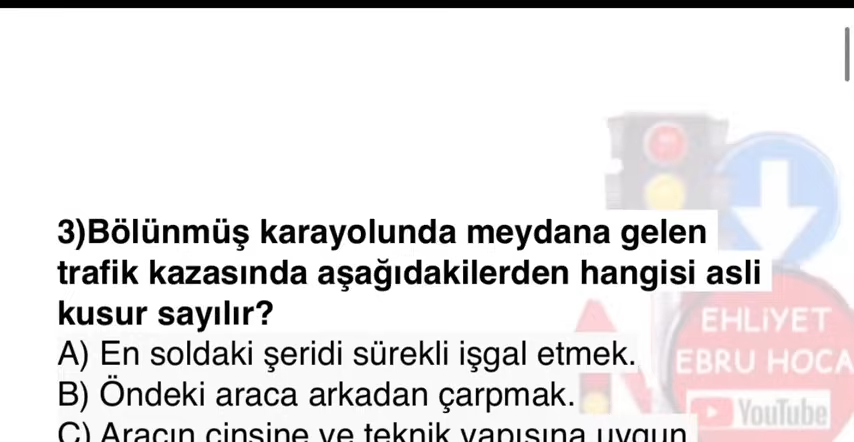 3)Bölünmüş karayolunda meydana gelen
trafik kazasında aşağıdakilerden hangisi asli
kusur sayılır?
A) En soldaki şeridi sürekli işgal etmek.
B) Öndeki araca arkadan çarpmak.
C) Aracın cinsine ve teknik yapısına uygun
EHLİYET
EBRU HOCA
YouTube